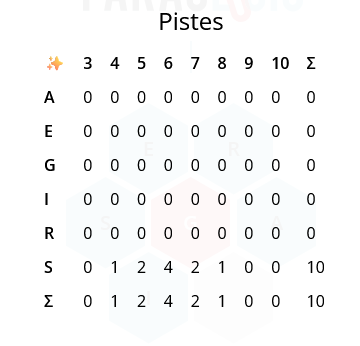 Pistes
✨ 3 4 5 6 7 8 9 10 Σ
A 0 0 0 0 0 0 0 0 0
E 0 0 0 0 0 0 0 0 0
G 0 0 0 0 0 0 0 0 0
I 0 0 0 0 0 0 0 0 0
R 0 0 0 0 0 0 0 0 0
S 0 1 2 4 2 1 0 0 10
Σ 0 1 2 4 2 1 0 0 10